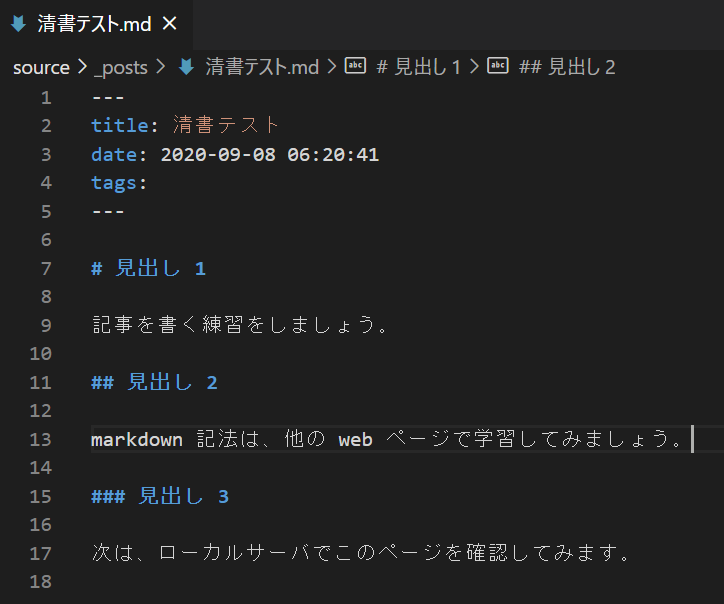 清書テスト.md ×
source > _posts > 清書テスト.md > abc # 見出し 1 > abc ## 見出し 2
1 ---
2 title: 清書テスト
3 date: 2020-09-08 06:20:41
4 tags:
5 ---
6
7 # 見出し 1
8
9 記事を書く練習をしましょう。
10
11 ## 見出し 2
12
13 markdown 記法は、他の web ページで学習してみましょう。
14
15 ### 見出し 3
16
17 次は、ローカルサーバでこのページを確認してみます。
18